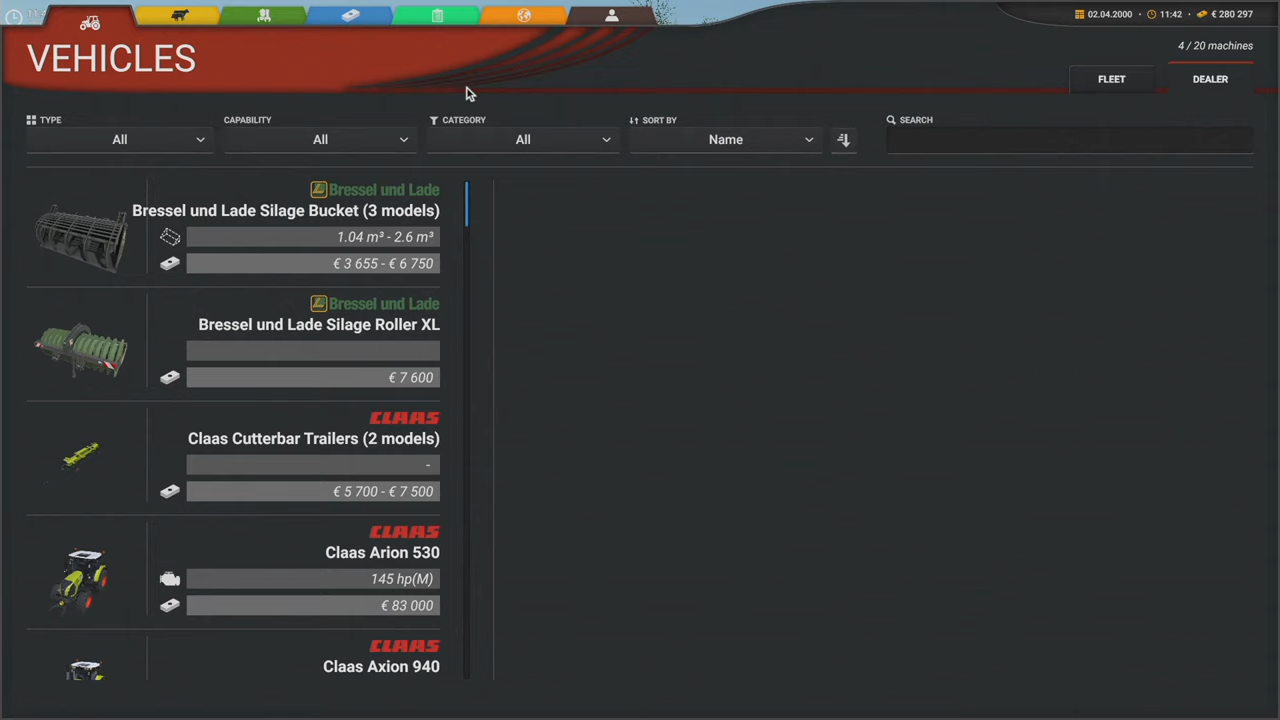 02.04.2000 11:42 € 280 297
VEHICLES
4 / 20 machines
FLEET DEALER
TYPE CAPABILITY CATEGORY SORT BY SEARCH
All All All Name
Bressel und Lade
Bressel und Lade Silage Bucket (3 models)
1.04 m³ - 2.6 m³
€ 3 655 - € 6 750
Bressel und Lade
Bressel und Lade Silage Roller XL
€ 7 600
CLAAS
Claas Cutterbar Trailers (2 models)
-
€ 5 700 - € 7 500
CLAAS
Claas Arion 530
145 hp(M)
€ 83 000
CLAAS
Claas Axion 940